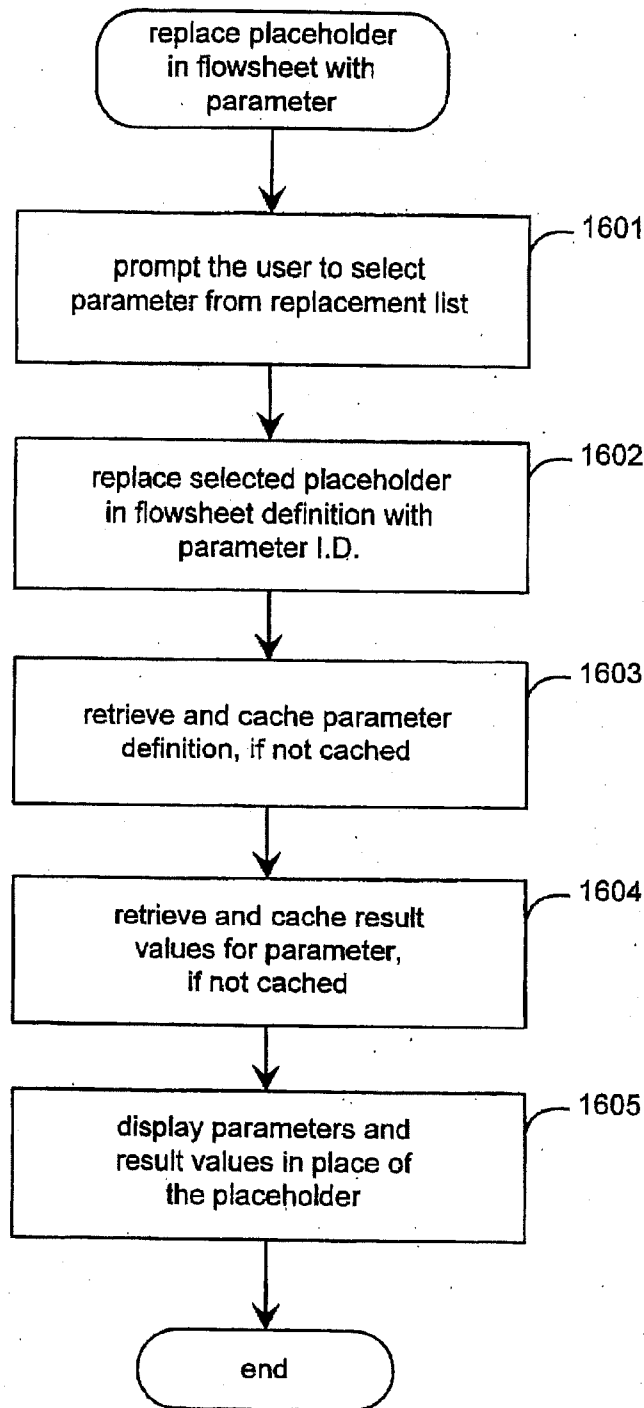 replace placeholder
in flowsheet with
parameter
1601
prompt the user to select
parameter from replacement list
1602
replace selected placeholder
in flowsheet definition with
parameter I.D.
1603
retrieve and cache parameter
definition, if not cached
1604
retrieve and cache result
values for parameter,
if not cached
1605
display parameters and
result values in place of
the placeholder
end